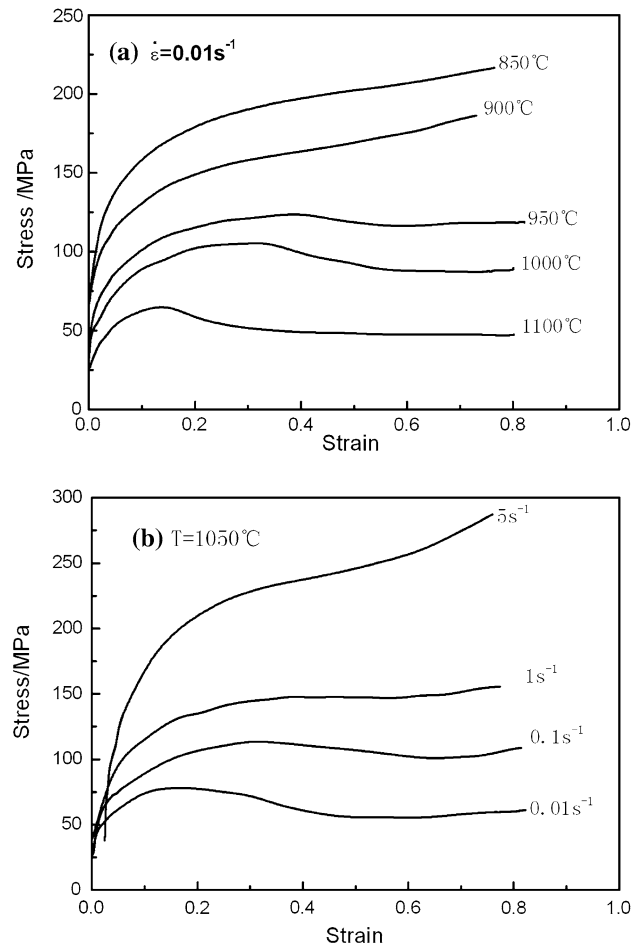 250
(a) ε̇=0.01s⁻¹
850℃
200
900℃
150
950℃
100
1000℃
50
1100℃
0
0.0 0.2 0.4 0.6 0.8 1.0
Strain
Stress /MPa
300
5s⁻¹
(b) T=1050℃
250
200
1s⁻¹
150
0.1s⁻¹
100
50
0.01s⁻¹
0
0.0 0.2 0.4 0.6 0.8 1.0
Strain
Stress/MPa